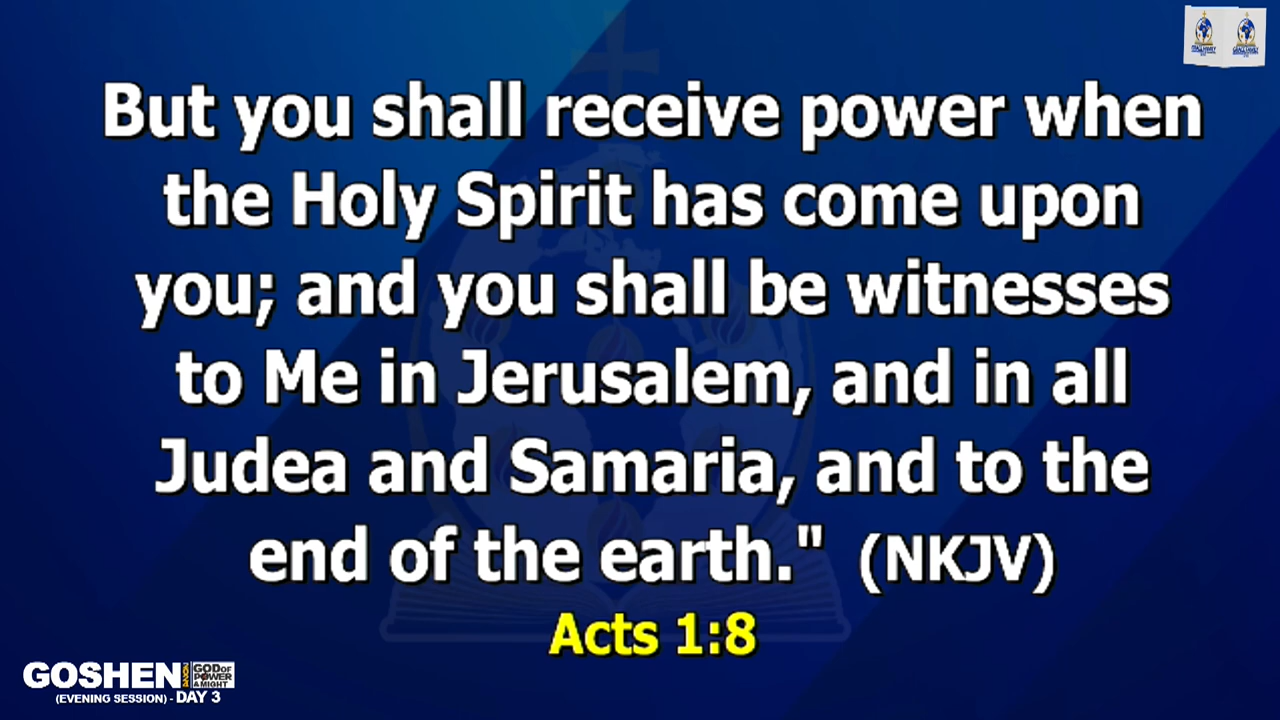 But you shall receive power when
the Holy Spirit has come upon
you; and you shall be witnesses
to Me in Jerusalem, and in all
Judea and Samaria, and to the
end of the earth." (NKJV)
Acts 1:8
GOSHEN
GOD OF
POWER
& MIGHT
(EVENING SESSION) - DAY 3